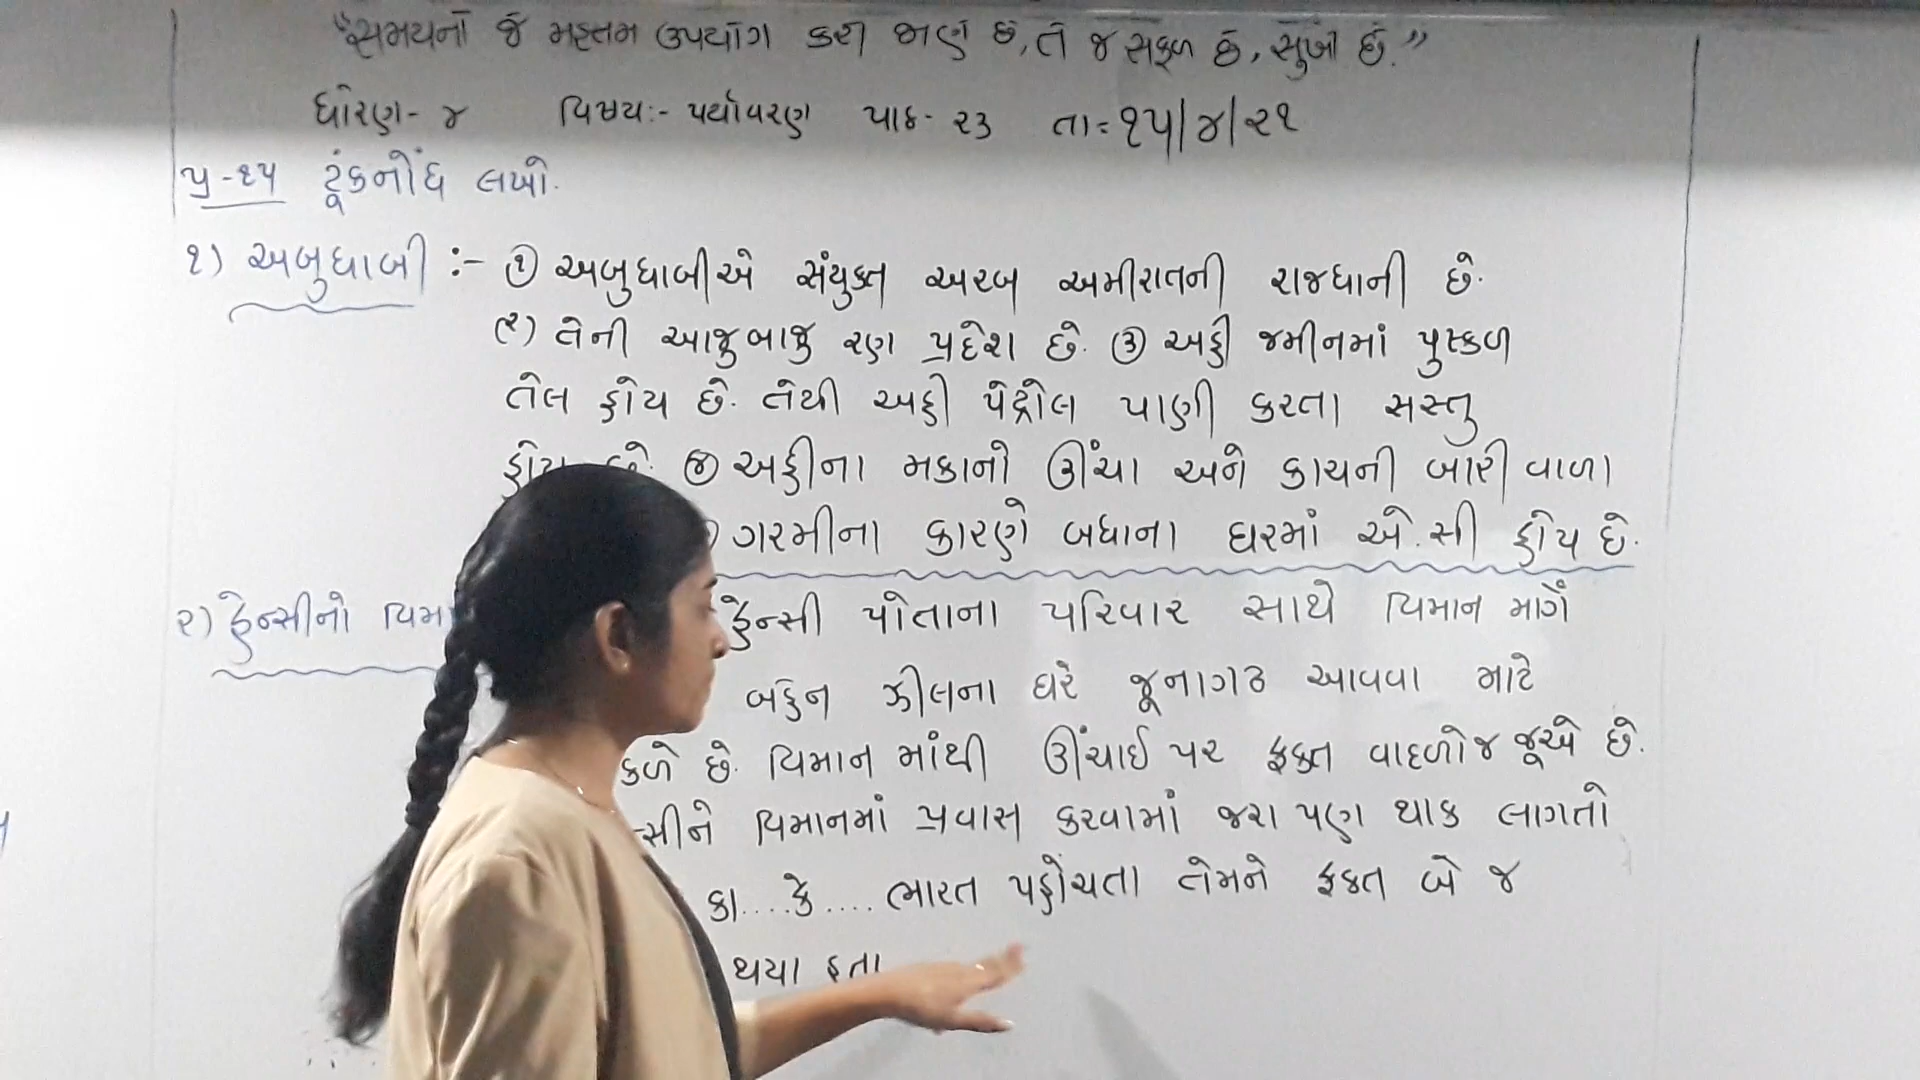 "સમયનો જે મહત્તમ ઉપયોગ કરી જાણે છે, તે જ સફળ છે, સુખી છે."
ધોરણ- ૪ વિષય:- પર્યાવરણ પાઠ- ૨૩ તા= ૧૫/૪/૨૧
પ્ર-૧૫ ટૂંકનોંધ લખો.
૧) અબુધાબી :- ① અબુધાબીએ સંયુક્ત અરબ અમીરાતની રાજધાની છે.
(૨) તેની આજુબાજુ રણ પ્રદેશ છે. ③ અહી જમીનમાં પુષ્કળ
તેલ હોય છે. તેથી અહી પેટ્રોલ પાણી કરતા સસ્તુ
હોય છે. ④ અહીના મકાનો ઊંચા અને કાચની બારી વાળા
ગરમીના કારણે બધાના ઘરમાં એ.સી હોય છે.
૨) હેન્સીનો વિમા હેન્સી પોતાના પરિવાર સાથે વિમાન માર્ગે
બહેન ઝીલના ઘરે જૂનાગઢ આવવા માટે
કળે છે. વિમાન માંથી ઊંચાઈ પર ફક્ત વાદળોજ જૂએ છે.
સીને વિમાનમાં પ્રવાસ કરવામાં જરા પણ થાક લાગતો
કા....કે.... ભારત પહોંચતા તેમને ફક્ત બે જ
થયા હતા